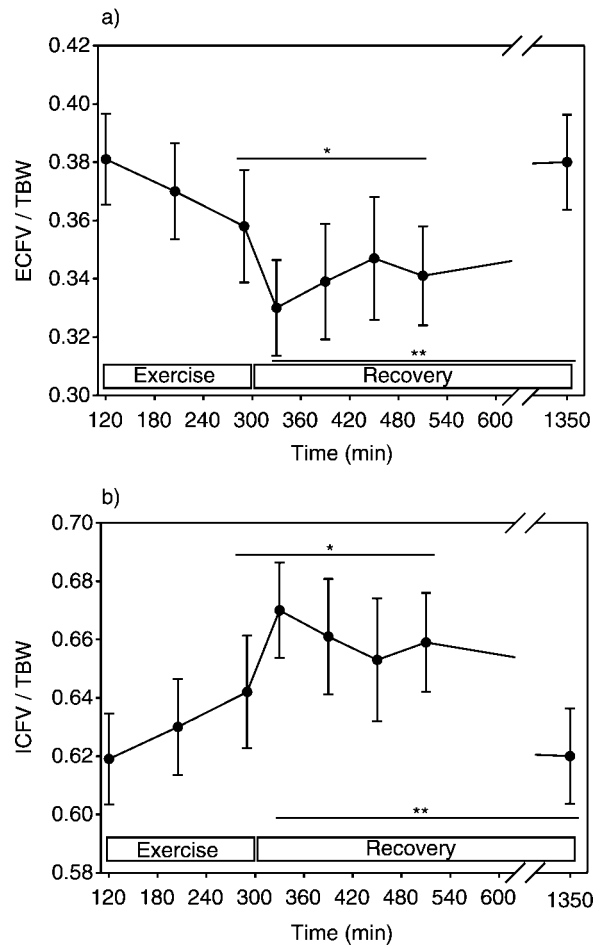 a)
0.42
0.40
0.38
0.36
0.34
0.32
0.30
ECFV / TBW
*
**
Exercise Recovery
120 180 240 300 360 420 480 540 600 1350
Time (min)
b)
0.70
0.68
0.66
0.64
0.62
0.60
0.58
ICFV / TBW
*
**
Exercise Recovery
120 180 240 300 360 420 480 540 600 1350
Time (min)